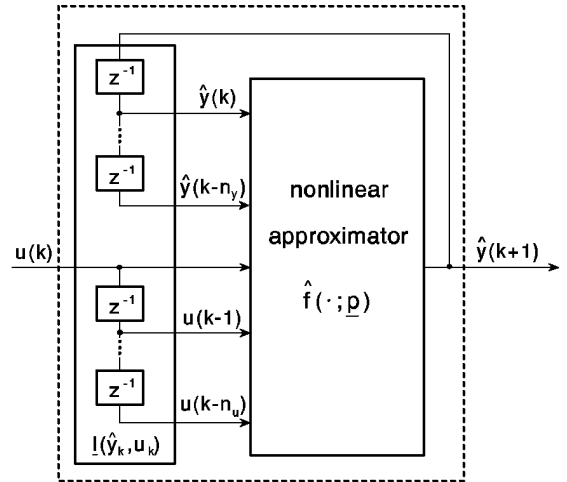 z⁻¹
ŷ(k)
z⁻¹
ŷ(k-n_y)
nonlinear
approximator
f̂(·;p̲)
u(k)
ŷ(k+1)
z⁻¹
u(k-1)
z⁻¹
u(k-n_u)
l̲(ŷ_k,u_k)